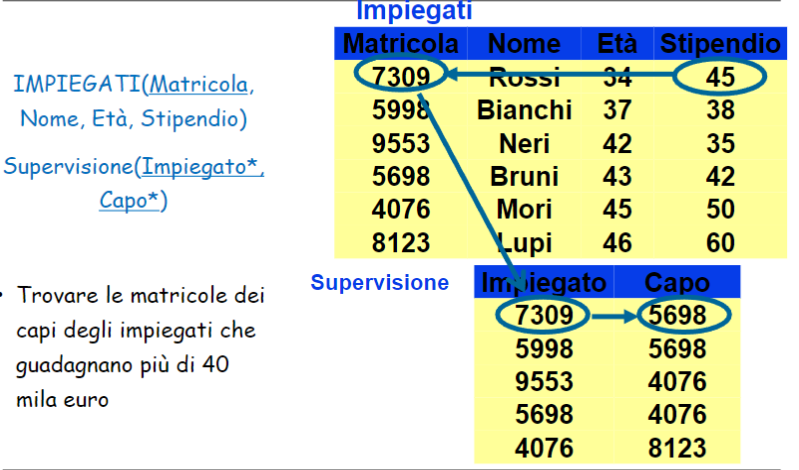 Impiegati
Matricola Nome Età Stipendio
7309 Rossi 34 45
5998 Bianchi 37 38
9553 Neri 42 35
5698 Bruni 43 42
4076 Mori 45 50
8123 Lupi 46 60
IMPIEGATI(Matricola,
Nome, Età, Stipendio)
Supervisione(Impiegato*,
Capo*)
• Trovare le matricole dei
capi degli impiegati che
guadagnano più di 40
mila euro
Supervisione
Impiegato Capo
7309 5698
5998 5698
9553 4076
5698 4076
4076 8123